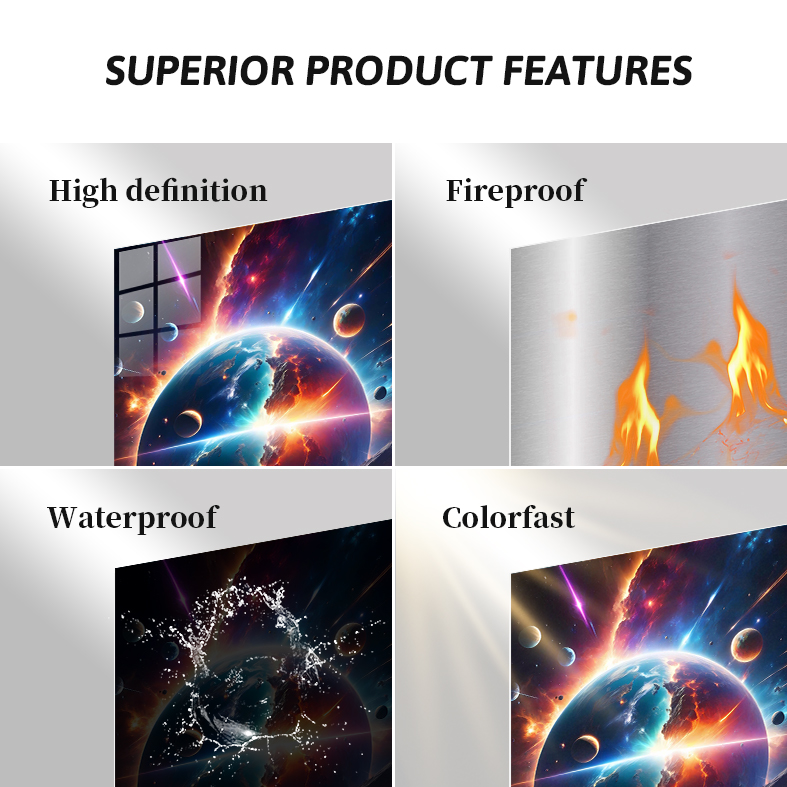 SUPERIOR PRODUCT FEATURES
High definition
Fireproof
Waterproof
Colorfast